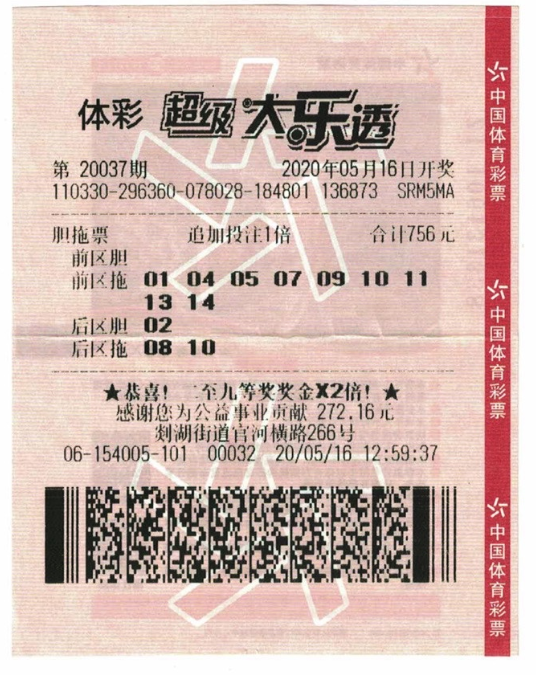 体彩 超级大乐透
第 20037期 2020年05月16日开奖
110330-296360-078028-184801 136873 SRM5MA
胆拖票 追加投注1倍 合计756元
前区胆
前区拖 01 04 05 07 09 10 11
13 14
后区胆 02
后区拖 08 10
★恭喜! 二至九等奖奖金X2倍! ★
感谢您为公益事业贡献 272.16元
剡湖街道官河横路266号
06-154005-101 00032 20/05/16 12:59:37
中国体育彩票
中国体育彩票
中国体育彩票